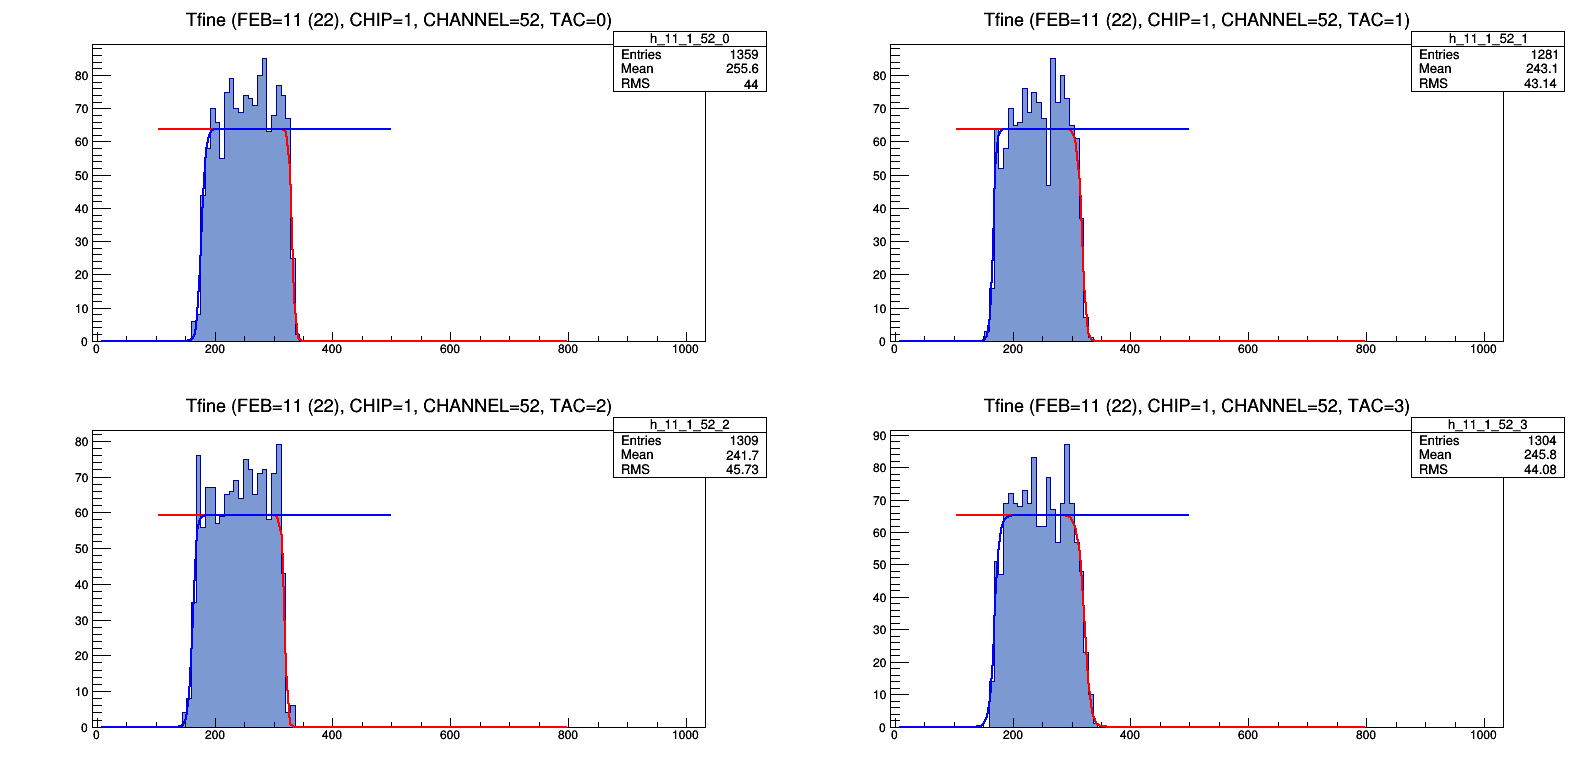 Tfine (FEB=11 (22), CHIP=1, CHANNEL=52, TAC=0)
h_11_1_52_0
Entries 1359
Mean 255.6
RMS 44
80
70
60
50
40
30
20
10
0
0 200 400 600 800 1000
Tfine (FEB=11 (22), CHIP=1, CHANNEL=52, TAC=1)
h_11_1_52_1
Entries 1281
Mean 243.1
RMS 43.14
80
70
60
50
40
30
20
10
0
0 200 400 600 800 1000
Tfine (FEB=11 (22), CHIP=1, CHANNEL=52, TAC=2)
h_11_1_52_2
Entries 1309
Mean 241.7
RMS 45.73
80
70
60
50
40
30
20
10
0
0 200 400 600 800 1000
Tfine (FEB=11 (22), CHIP=1, CHANNEL=52, TAC=3)
h_11_1_52_3
Entries 1304
Mean 245.8
RMS 44.08
90
80
70
60
50
40
30
20
10
0
0 200 400 600 800 1000